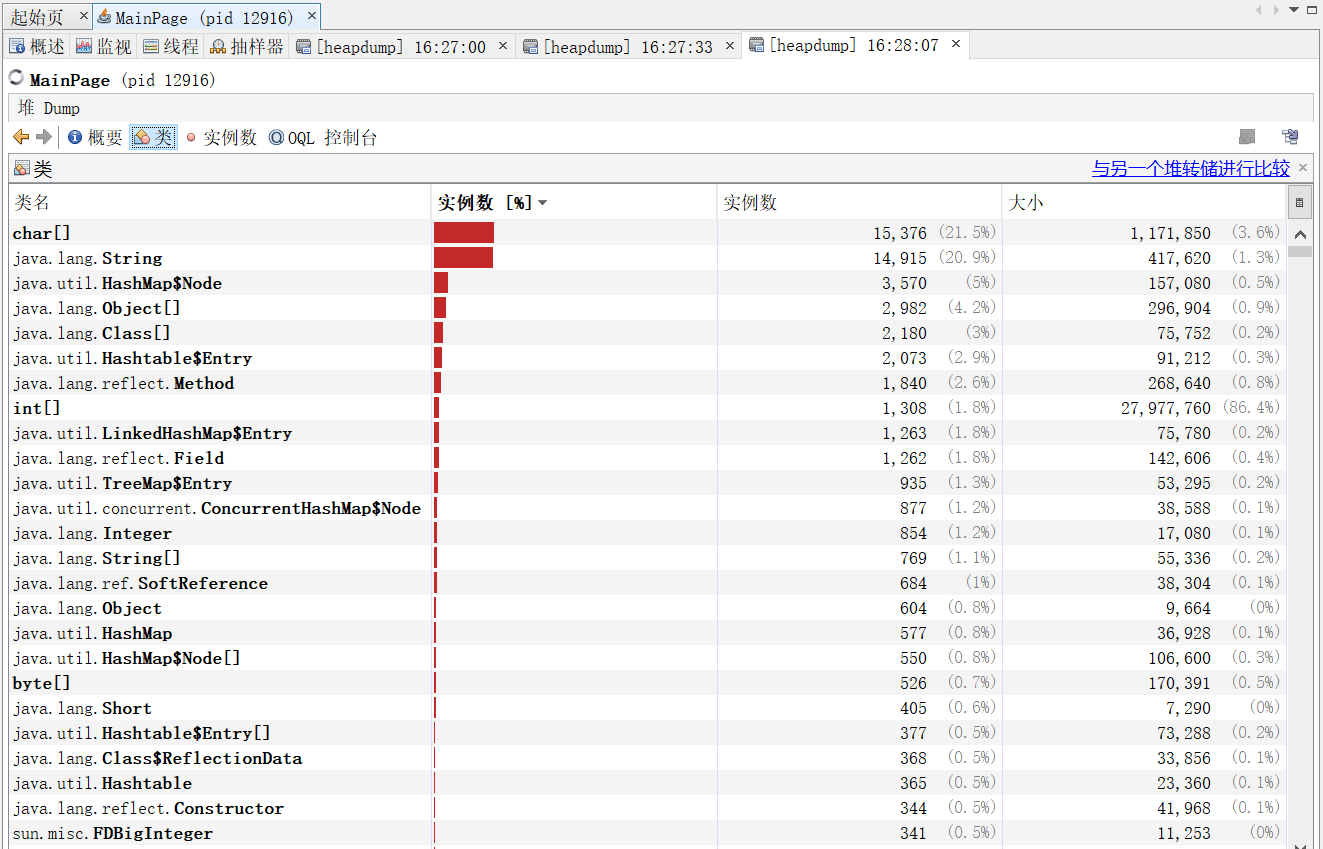 起始页 × MainPage (pid 12916) ×
概述 监视 线程 抽样器 [heapdump] 16:27:00 × [heapdump] 16:27:33 × [heapdump] 16:28:07 ×
MainPage (pid 12916)
堆 Dump
概要 类 实例数 OQL 控制台
类 与另一个堆转储进行比较 ×
类名 实例数 [%] 实例数 大小
char[] 15,376 (21.5%) 1,171,850 (3.6%)
java.lang.String 14,915 (20.9%) 417,620 (1.3%)
java.util.HashMap$Node 3,570 (5%) 157,080 (0.5%)
java.lang.Object[] 2,982 (4.2%) 296,904 (0.9%)
java.lang.Class[] 2,180 (3%) 75,752 (0.2%)
java.util.Hashtable$Entry 2,073 (2.9%) 91,212 (0.3%)
java.lang.reflect.Method 1,840 (2.6%) 268,640 (0.8%)
int[] 1,308 (1.8%) 27,977,760 (86.4%)
java.util.LinkedHashMap$Entry 1,263 (1.8%) 75,780 (0.2%)
java.lang.reflect.Field 1,262 (1.8%) 142,606 (0.4%)
java.util.TreeMap$Entry 935 (1.3%) 53,295 (0.2%)
java.util.concurrent.ConcurrentHashMap$Node 877 (1.2%) 38,588 (0.1%)
java.lang.Integer 854 (1.2%) 17,080 (0.1%)
java.lang.String[] 769 (1.1%) 55,336 (0.2%)
java.lang.ref.SoftReference 684 (1%) 38,304 (0.1%)
java.lang.Object 604 (0.8%) 9,664 (0%)
java.util.HashMap 577 (0.8%) 36,928 (0.1%)
java.util.HashMap$Node[] 550 (0.8%) 106,600 (0.3%)
byte[] 526 (0.7%) 170,391 (0.5%)
java.lang.Short 405 (0.6%) 7,290 (0%)
java.util.Hashtable$Entry[] 377 (0.5%) 73,288 (0.2%)
java.lang.Class$ReflectionData 368 (0.5%) 33,856 (0.1%)
java.util.Hashtable 365 (0.5%) 23,360 (0.1%)
java.lang.reflect.Constructor 344 (0.5%) 41,968 (0.1%)
sun.misc.FDBigInteger 341 (0.5%) 11,253 (0%)